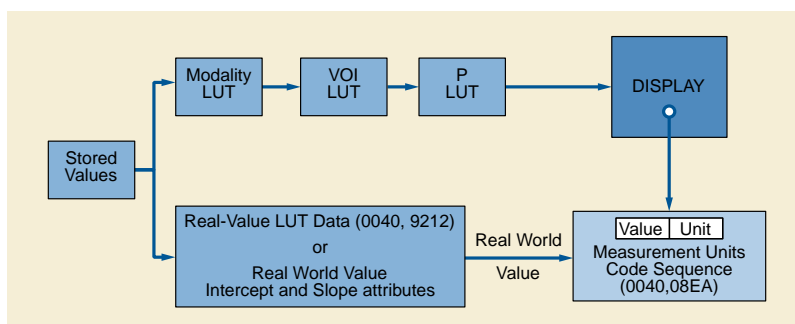 Modality
LUT
VOI
LUT
P
LUT
DISPLAY
Stored
Values
Real-Value LUT Data (0040, 9212)
or
Real World Value
Intercept and Slope attributes
Real World
Value
Value Unit
Measurement Units
Code Sequence
(0040,08EA)